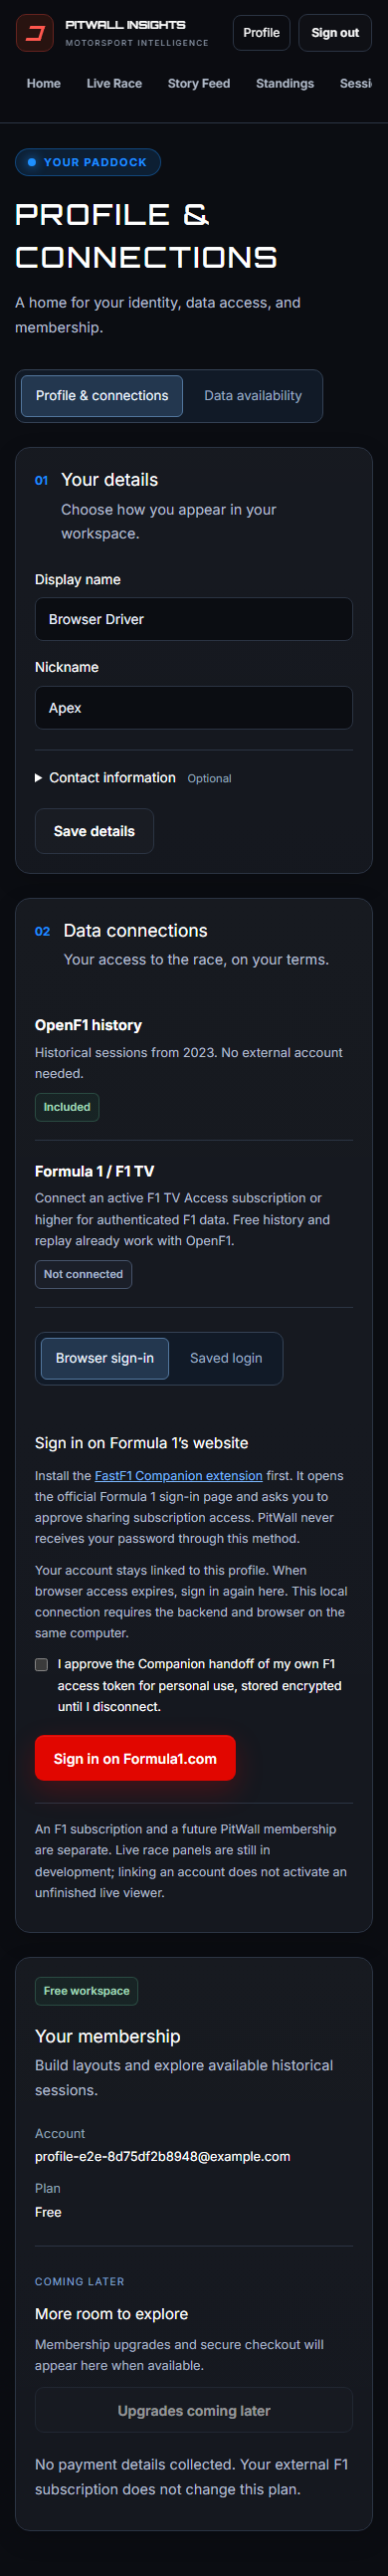 PITWALL INSIGHTS
MOTORSPORT INTELLIGENCE
Profile
Sign out
Home Live Race Story Feed Standings Sessi
YOUR PADDOCK
PROFILE &
CONNECTIONS
A home for your identity, data access, and
membership.
Profile & connections
Data availability
01 Your details
Choose how you appear in your
workspace.
Display name
Browser Driver
Nickname
Apex
Contact information Optional
Save details
02 Data connections
Your access to the race, on your terms.
OpenF1 history
Historical sessions from 2023. No external account
needed.
Included
Formula 1 / F1 TV
Connect an active F1 TV Access subscription or
higher for authenticated F1 data. Free history and
replay already work with OpenF1.
Not connected
Browser sign-in
Saved login
Sign in on Formula 1's website
Install the FastF1 Companion extension first. It opens
the official Formula 1 sign-in page and asks you to
approve sharing subscription access. PitWall never
receives your password through this method.
Your account stays linked to this profile. When
browser access expires, sign in again here. This local
connection requires the backend and browser on the
same computer.
I approve the Companion handoff of my own F1
access token for personal use, stored encrypted
until I disconnect.
Sign in on Formula1.com
An F1 subscription and a future PitWall membership
are separate. Live race panels are still in
development; linking an account does not activate an
unfinished live viewer.
Free workspace
Your membership
Build layouts and explore available historical
sessions.
Account
profile-e2e-8d75df2b8948@example.com
Plan
Free
COMING LATER
More room to explore
Membership upgrades and secure checkout will
appear here when available.
Upgrades coming later
No payment details collected. Your external F1
subscription does not change this plan.